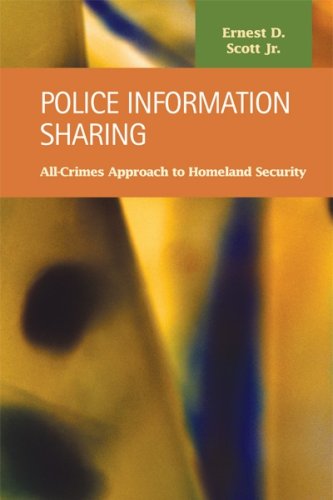 Ernest D.
Scott Jr.
POLICE INFORMATION
SHARING
All-Crimes Approach to Homeland Security